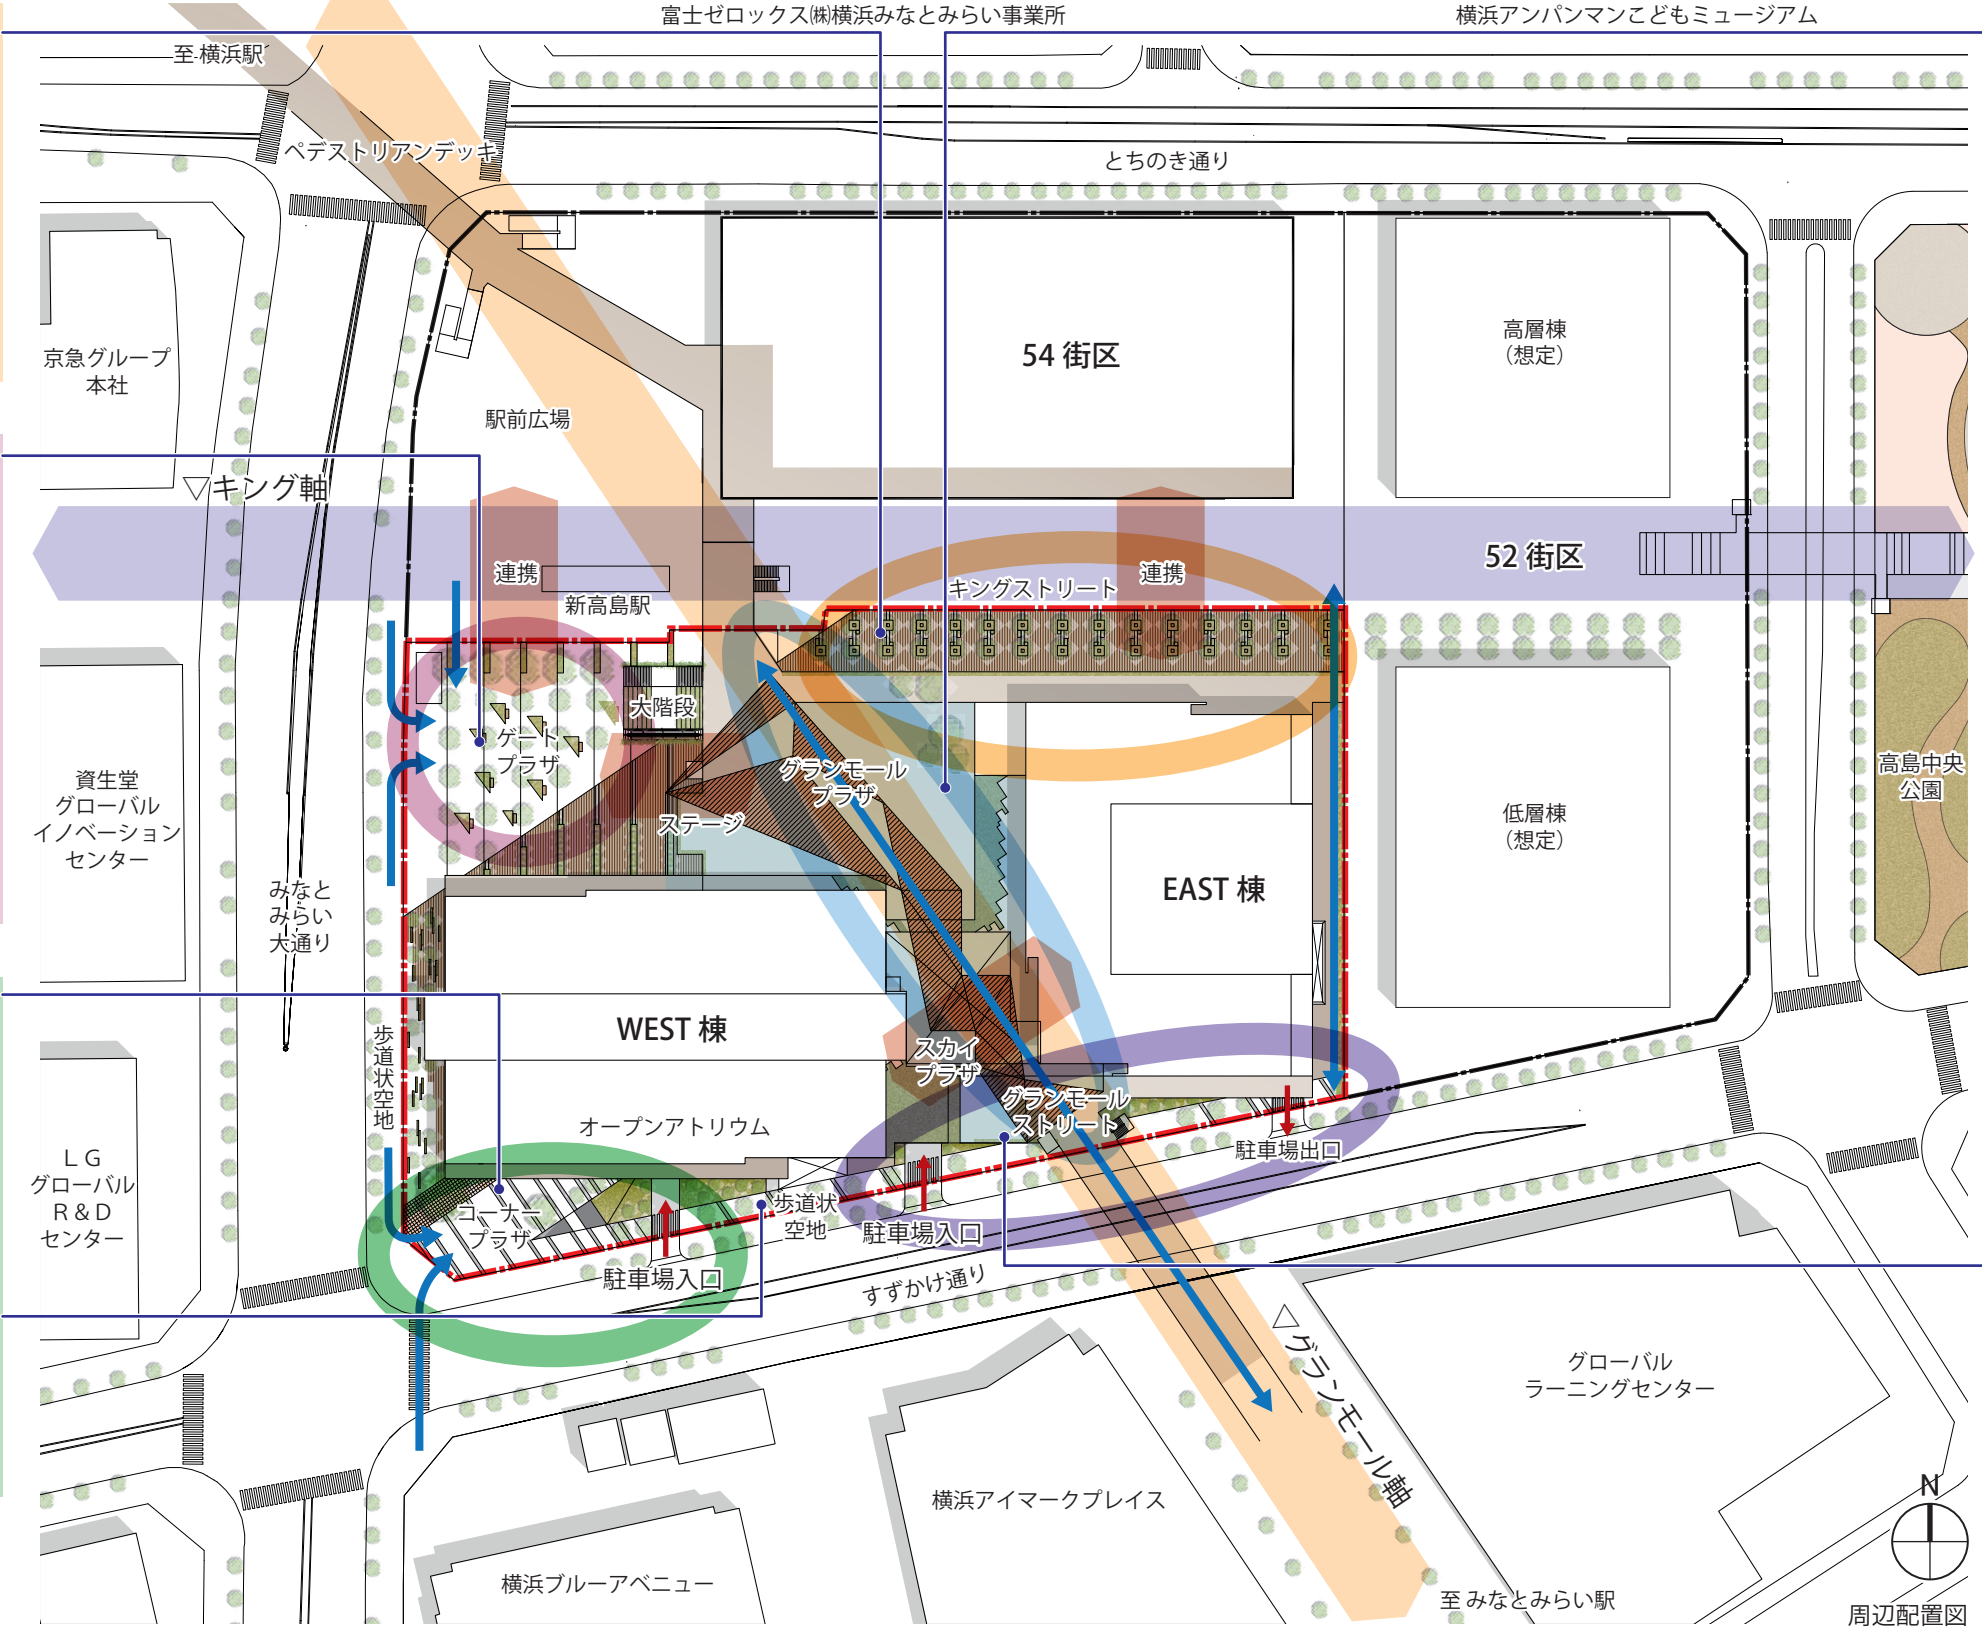 富士ゼロックス㈱横浜みなとみらい事業所
横浜アンパンマンこどもミュージアム
至 横浜駅
ペデストリアンデッキ
とちのき通り
京急グループ
本社
54 街区
高層棟
（想定）
駅前広場
▽キング軸
連携
新高島駅
キングストリート
連携
52 街区
大階段
ゲート
プラザ
グランモール
プラザ
ステージ
資生堂
グローバル
イノベーション
センター
高島中央
公園
低層棟
（想定）
みなと
みらい
大通り
EAST 棟
WEST 棟
歩道状空地
スカイ
プラザ
グランモール
ストリート
オープンアトリウム
駐車場出口
ＬＧ
グローバル
Ｒ＆Ｄ
センター
コーナー
プラザ
歩道状
空地
駐車場入口
駐車場入口
すずかけ通り
▽グランモール軸
グローバル
ラーニングセンター
横浜アイマークプレイス
横浜ブルーアベニュー
至 みなとみらい駅
N
周辺配置図